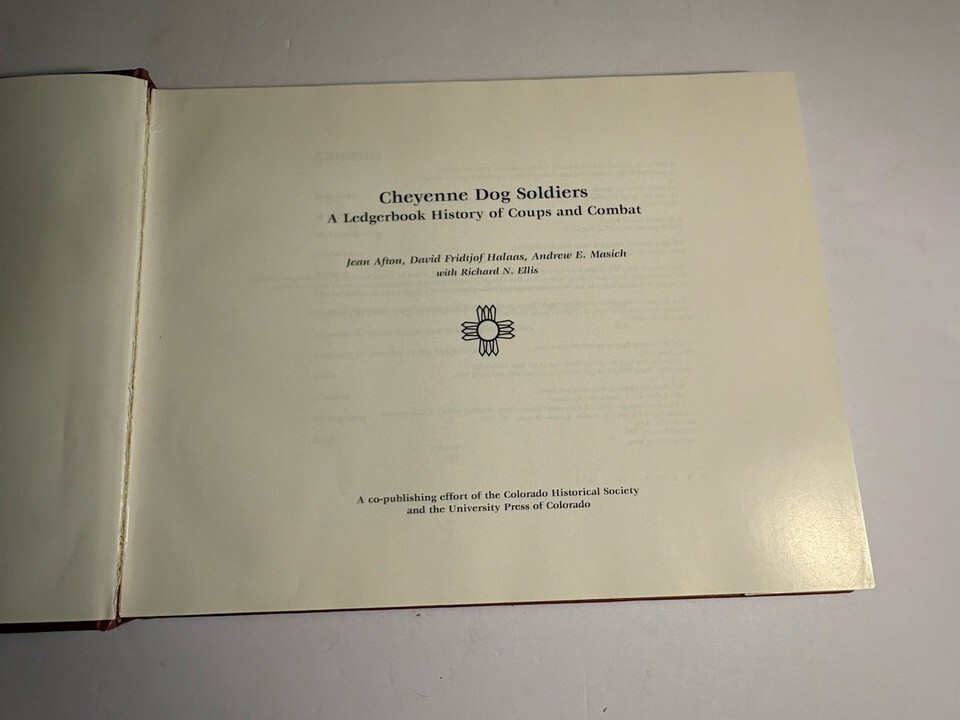 Cheyenne Dog Soldiers
A Ledgerbook History of Coups and Combat
Jean Afton, David Fridtjof Halaas, Andrew E. Masich
with Richard N. Ellis
A co-publishing effort of the Colorado Historical Society
and the University Press of Colorado